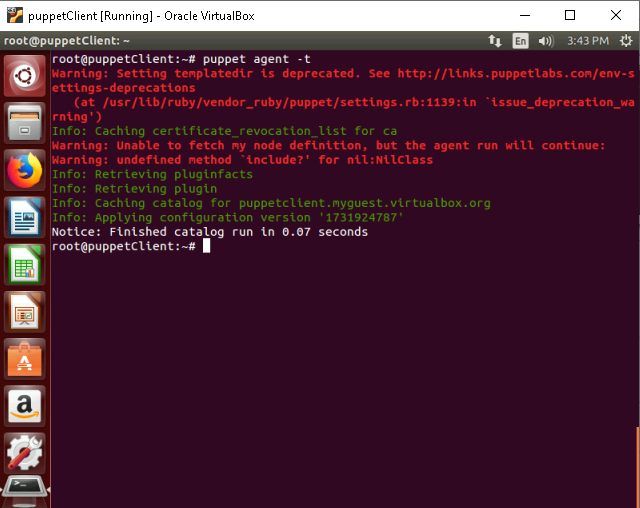 puppetClient [Running] - Oracle VirtualBox
root@puppetClient: ~ En 3:43 PM
root@puppetClient:~# puppet agent -t
Warning: Setting templatedir is deprecated. See http://links.puppetlabs.com/env-s
ettings-deprecations
   (at /usr/lib/ruby/vendor_ruby/puppet/settings.rb:1139:in `issue_deprecation_wa
rning')
Info: Caching certificate_revocation_list for ca
Warning: Unable to fetch my node definition, but the agent run will continue:
Warning: undefined method `include?' for nil:NilClass
Info: Retrieving pluginfacts
Info: Retrieving plugin
Info: Caching catalog for puppetclient.myguest.virtualbox.org
Info: Applying configuration version '1731924787'
Notice: Finished catalog run in 0.07 seconds
root@puppetClient:~#